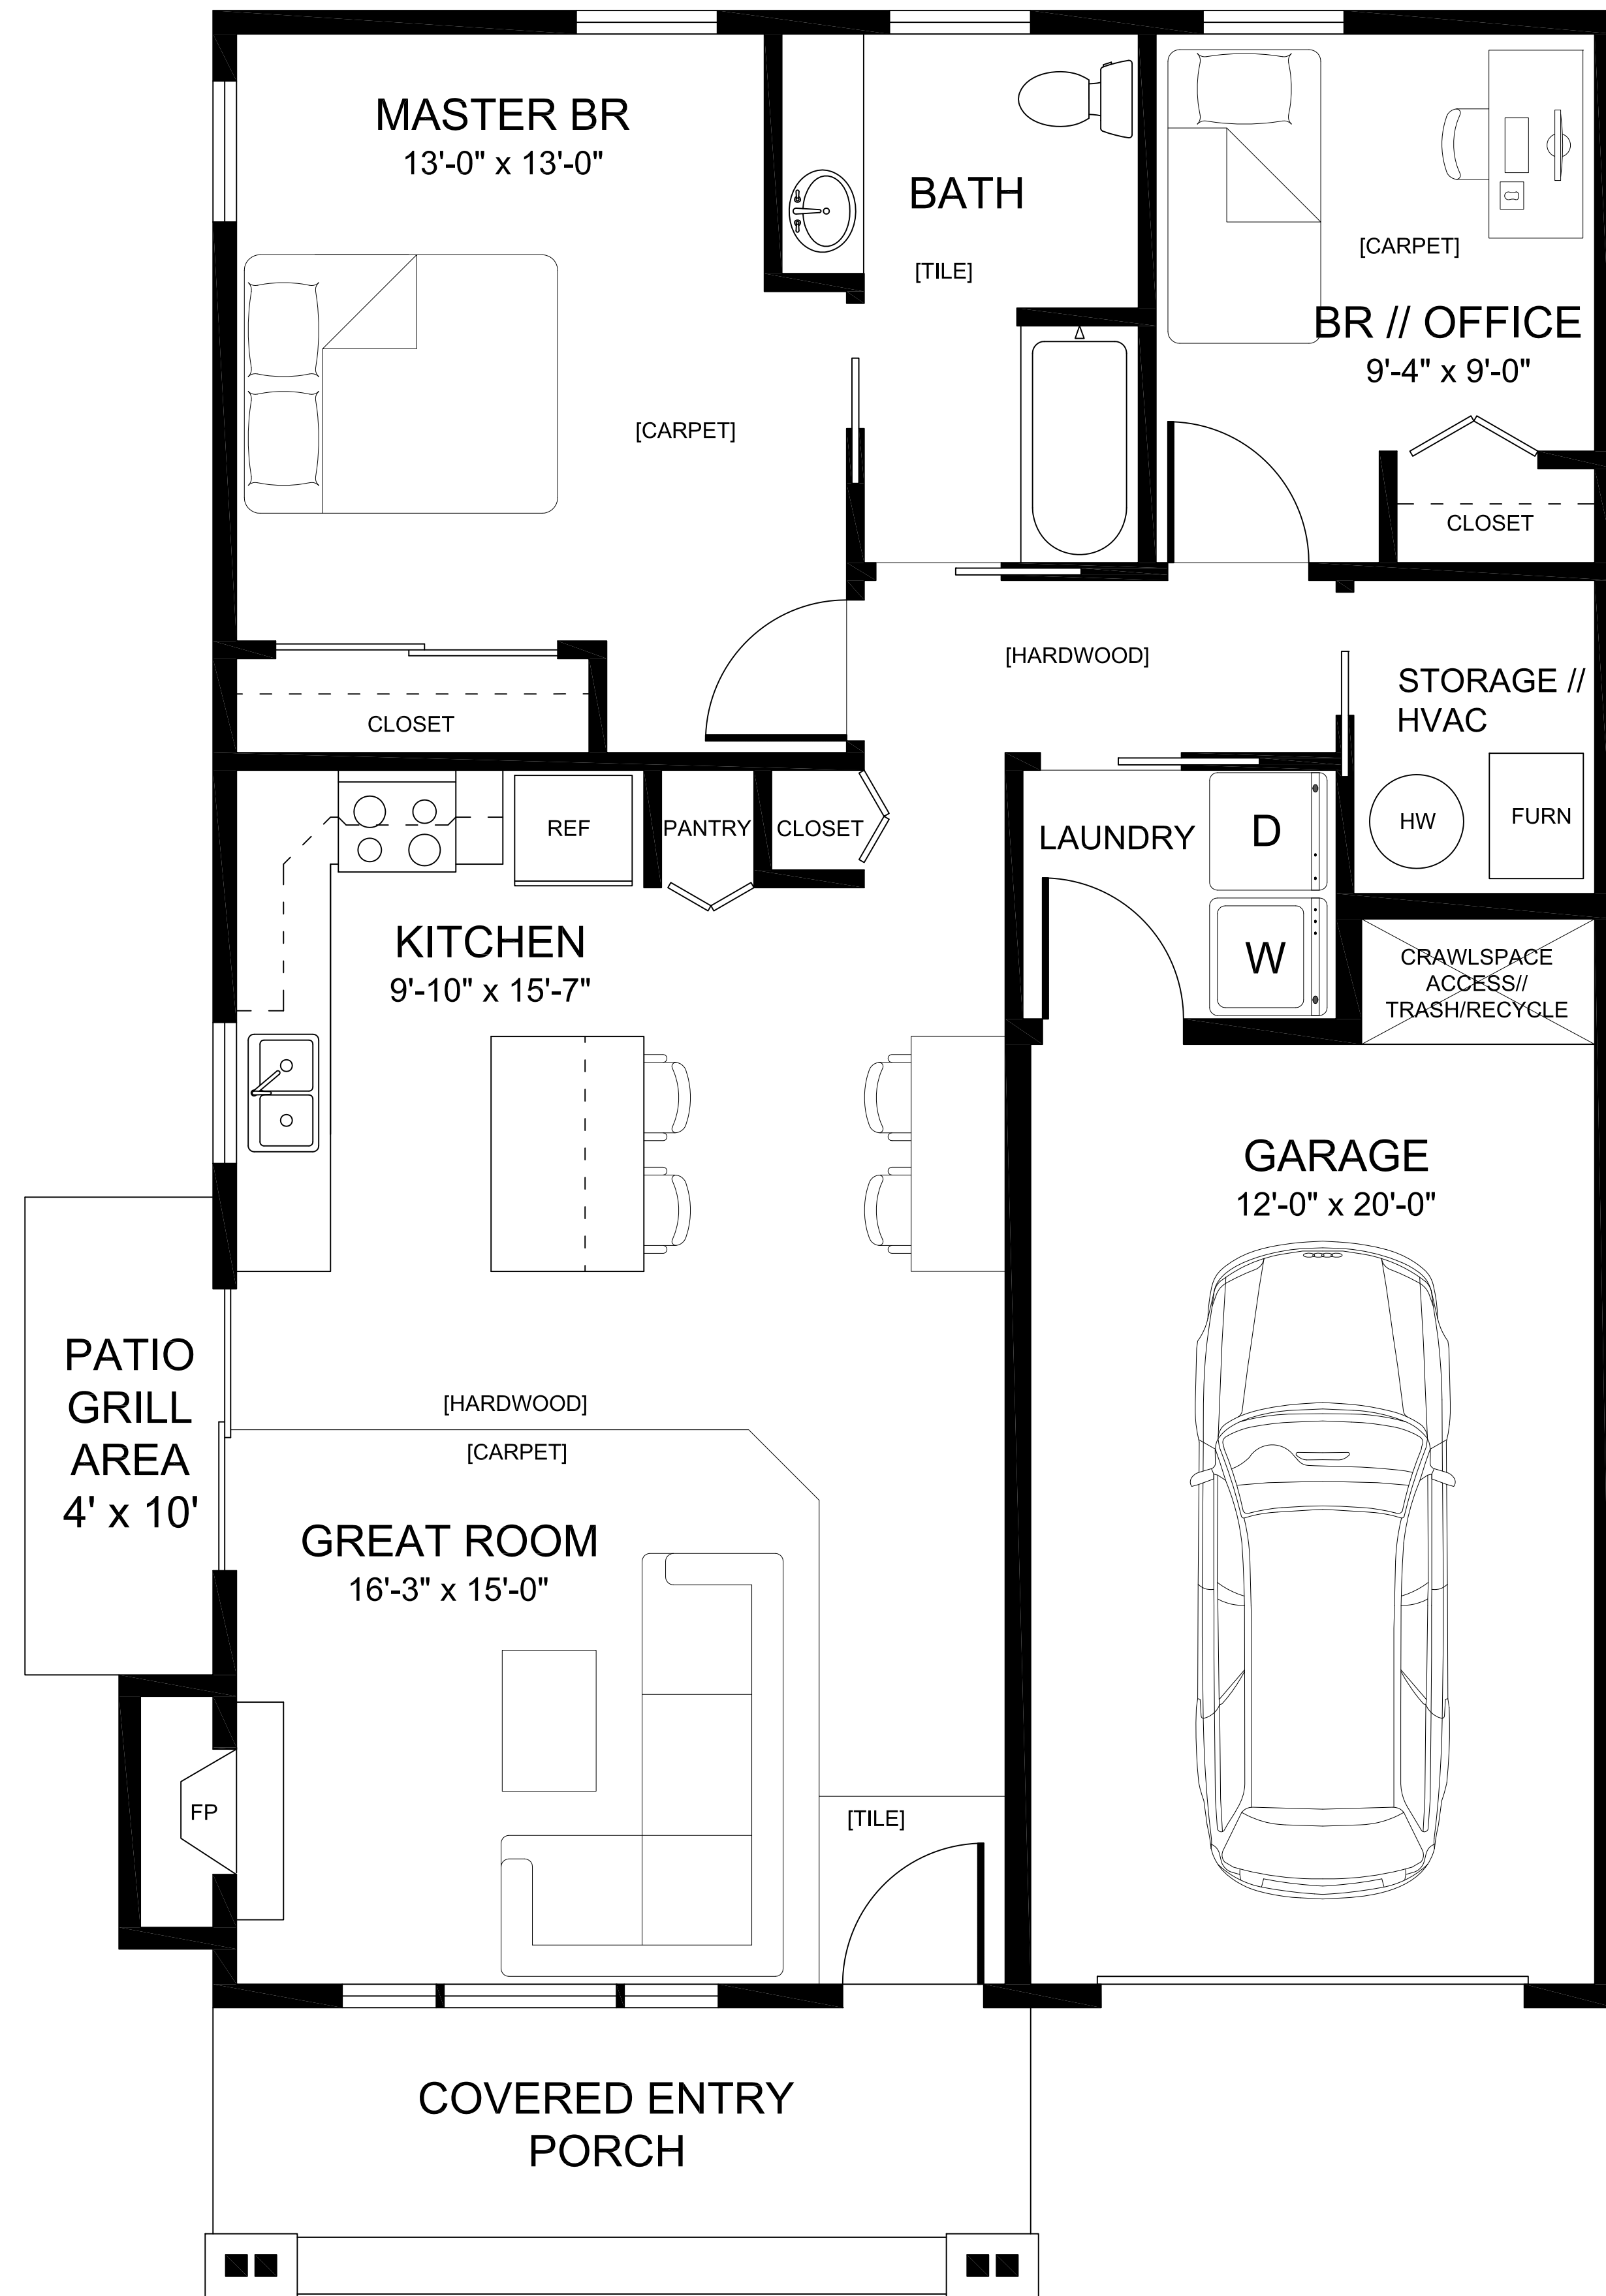 MASTER BR
13'-0" x 13'-0"
BATH
[TILE]
[CARPET]
BR // OFFICE
9'-4" x 9'-0"
[CARPET]
CLOSET
[HARDWOOD]
STORAGE //
HVAC
CLOSET
HW
FURN
REF
PANTRY
CLOSET
LAUNDRY
D
W
KITCHEN
9'-10" x 15'-7"
CRAWLSPACE
ACCESS//
TRASH/RECYCLE
GARAGE
12'-0" x 20'-0"
PATIO
GRILL
AREA
4' x 10'
[HARDWOOD]
[CARPET]
GREAT ROOM
16'-3" x 15'-0"
FP
[TILE]
COVERED ENTRY
PORCH